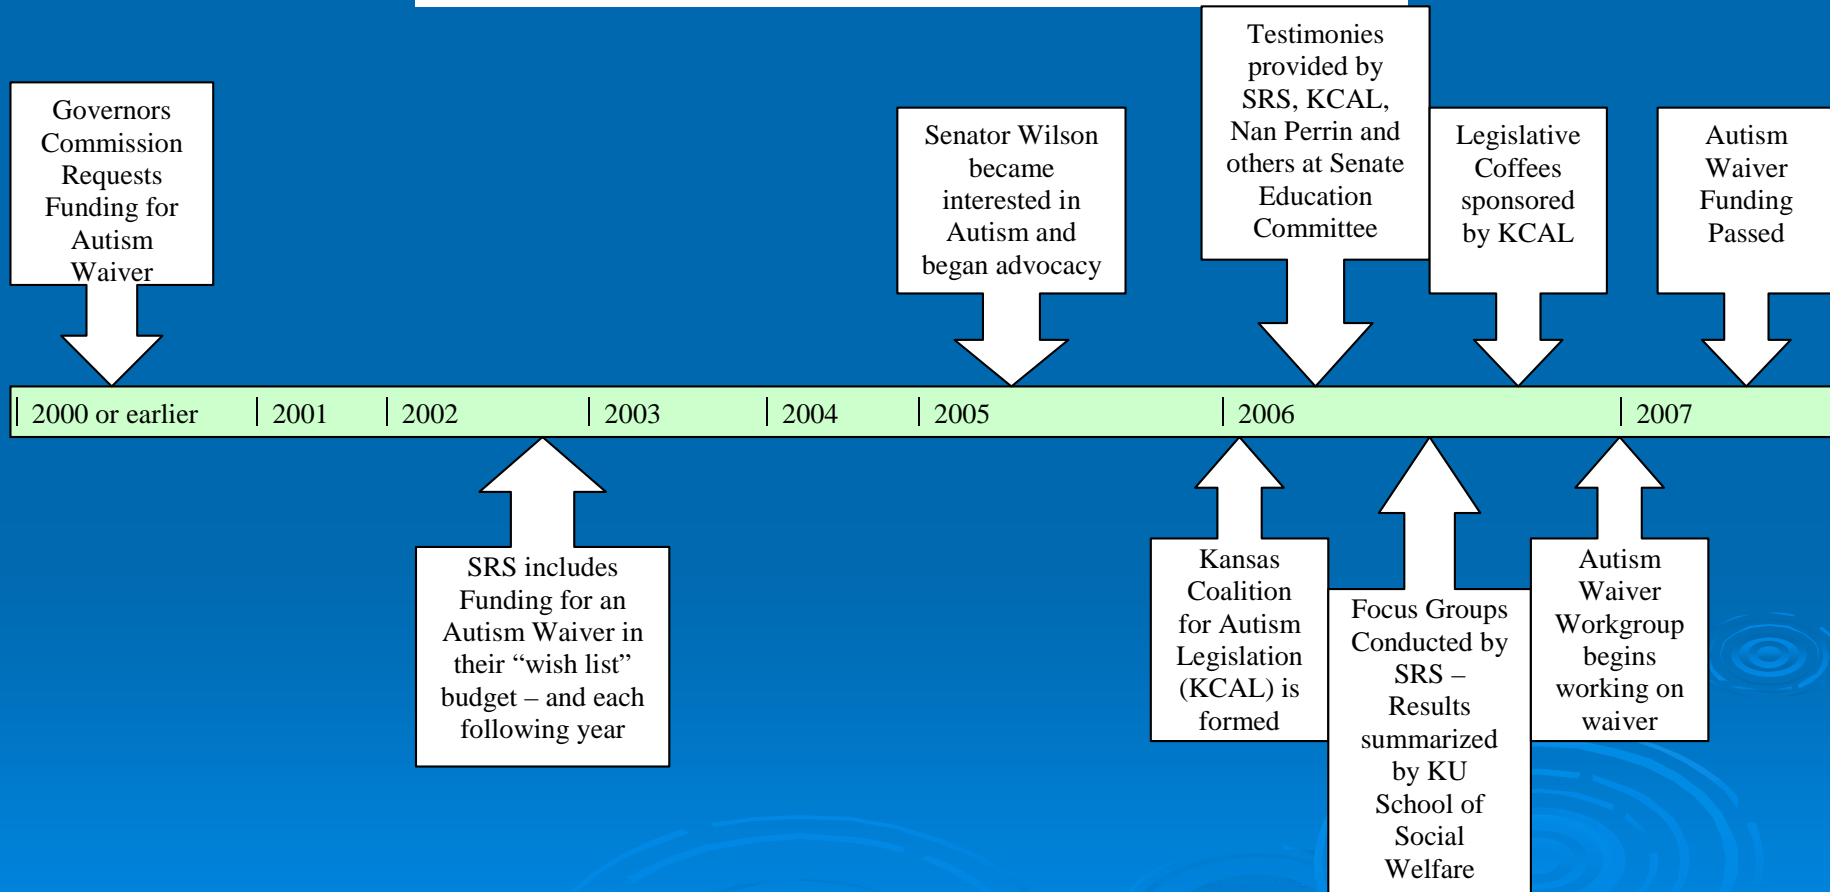 Governors
Commission
Requests
Funding for
Autism
Waiver
Senator Wilson
became
interested in
Autism and
began advocacy
Testimonies
provided by
SRS, KCAL,
Nan Perrin and
others at Senate
Education
Committee
Legislative
Coffees
sponsored
by KCAL
Autism
Waiver
Funding
Passed
2000 or earlier
2001
2002
2003
2004
2005
2006
2007
SRS includes
Funding for an
Autism Waiver in
their “wish list”
budget – and each
following year
Kansas
Coalition
for Autism
Legislation
(KCAL) is
formed
Focus Groups
Conducted by
SRS –
Results
summarized
by KU
School of
Social
Welfare
Autism
Waiver
Workgroup
begins
working on
waiver